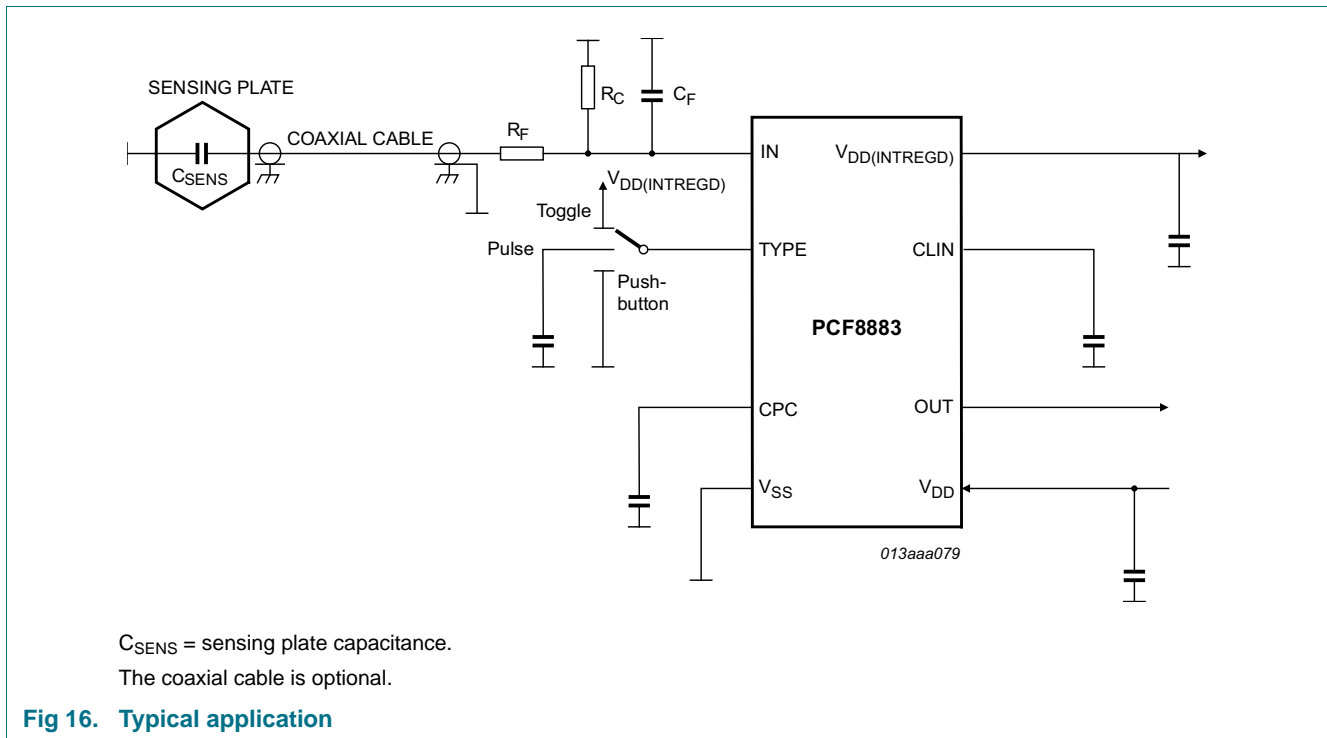 SENSING PLATE
C_SENS
COAXIAL CABLE
R_F
R_C
C_F
V_DD(INTREGD)
Toggle
Pulse
Push-
button
IN
TYPE
CPC
V_SS
V_DD(INTREGD)
CLIN
OUT
V_DD
PCF8883
013aaa079
C_SENS = sensing plate capacitance.
The coaxial cable is optional.
Fig 16. Typical application